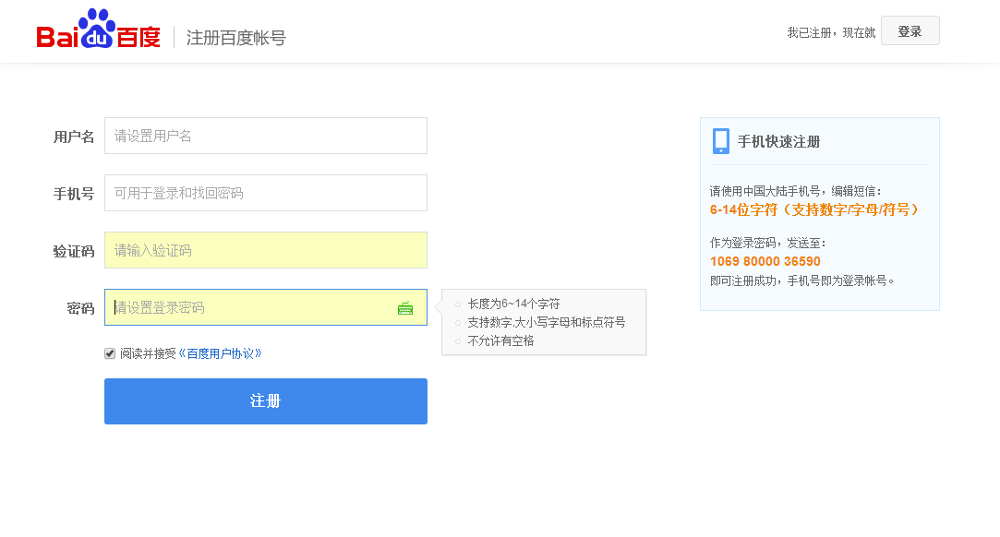 Bai du 百度 注册百度帐号
我已注册，现在就 登录
用户名 请设置用户名
手机号 可用于登录和找回密码
验证码 请输入验证码
密码 请设置登录密码
长度为6~14个字符
支持数字,大小写字母和标点符号
不允许有空格
阅读并接受《百度用户协议》
注册
手机快速注册
请使用中国大陆手机号，编辑短信：
6-14位字符（支持数字/字母/符号）
作为登录密码，发送至：
1069 80000 36590
即可注册成功，手机号即为登录帐号。